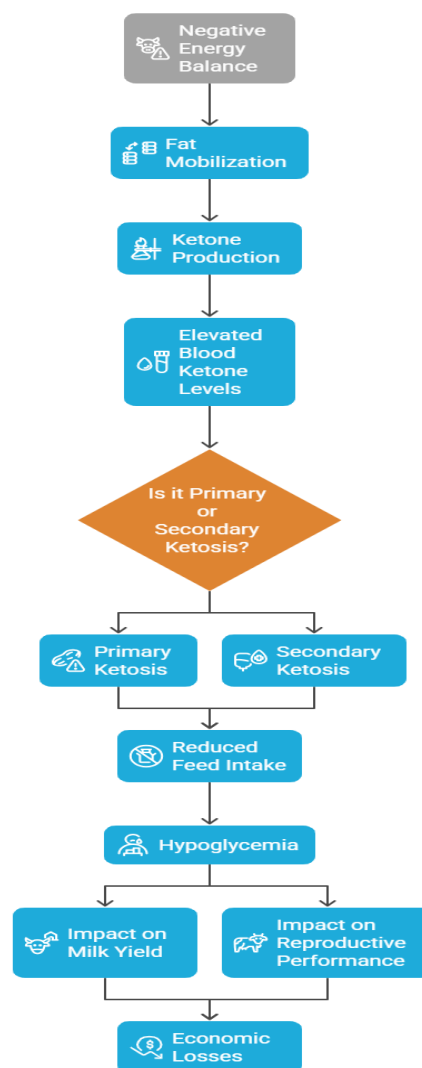 Negative
Energy
Balance
Fat
Mobilization
Ketone
Production
Elevated
Blood
Ketone
Levels
Is it Primary
or
Secondary
Ketosis?
Primary
Ketosis
Secondary
Ketosis
Reduced
Feed Intake
Hypoglycemia
Impact on
Milk Yield
Impact on
Reproductive
Performance
Economic
Losses